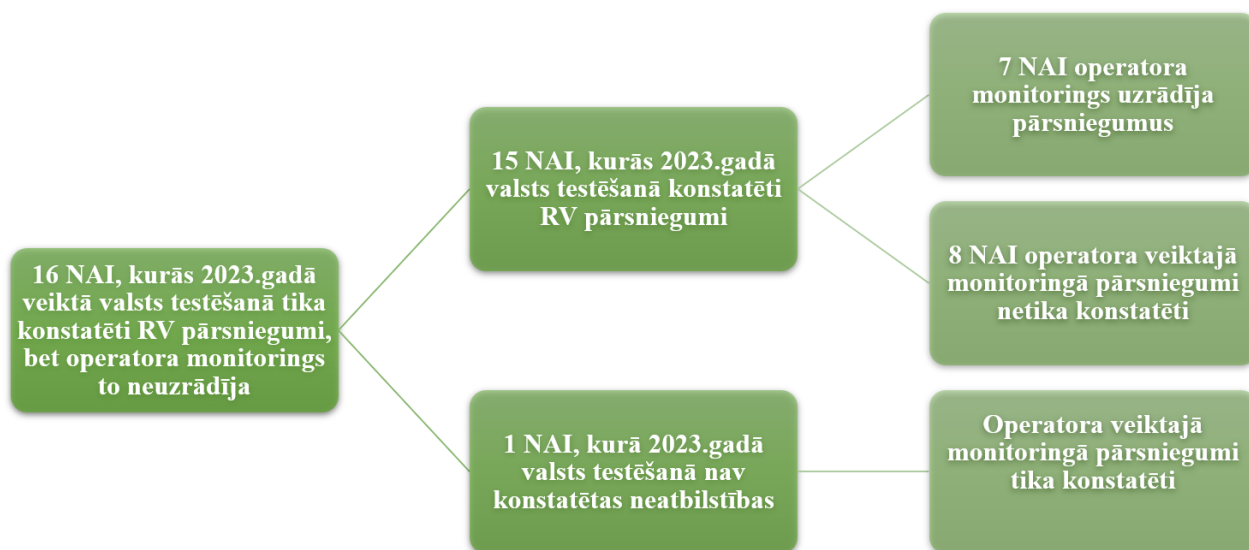 16 NAI, kurās 2023.gadā
veiktā valsts testēšanā tika
konstatēti RV pārsniegumi,
bet operatora monitorings
to neuzrādīja
15 NAI, kurās 2023.gadā
valsts testēšanā konstatēti
RV pārsniegumi
7 NAI operatora
monitorings uzrādīja
pārsniegumus
8 NAI operatora veiktajā
monitoringā pārsniegumi
netika konstatēti
1 NAI, kurā 2023.gadā
valsts testēšanā nav
konstatētas neatbilstības
Operatora veiktajā
monitoringā pārsniegumi
tika konstatēti